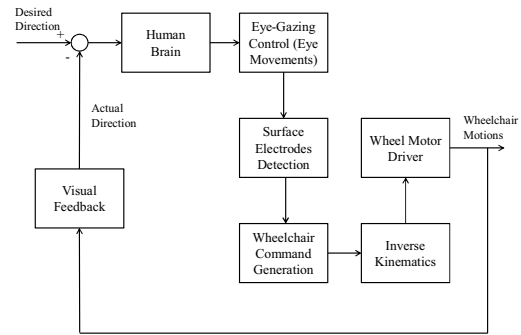 Desired
Direction
+
-
Human
Brain
Eye-Gazing
Control (Eye
Movements)
Actual
Direction
Surface
Electrodes
Detection
Wheel Motor
Driver
Wheelchair
Motions
Visual
Feedback
Wheelchair
Command
Generation
Inverse
Kinematics